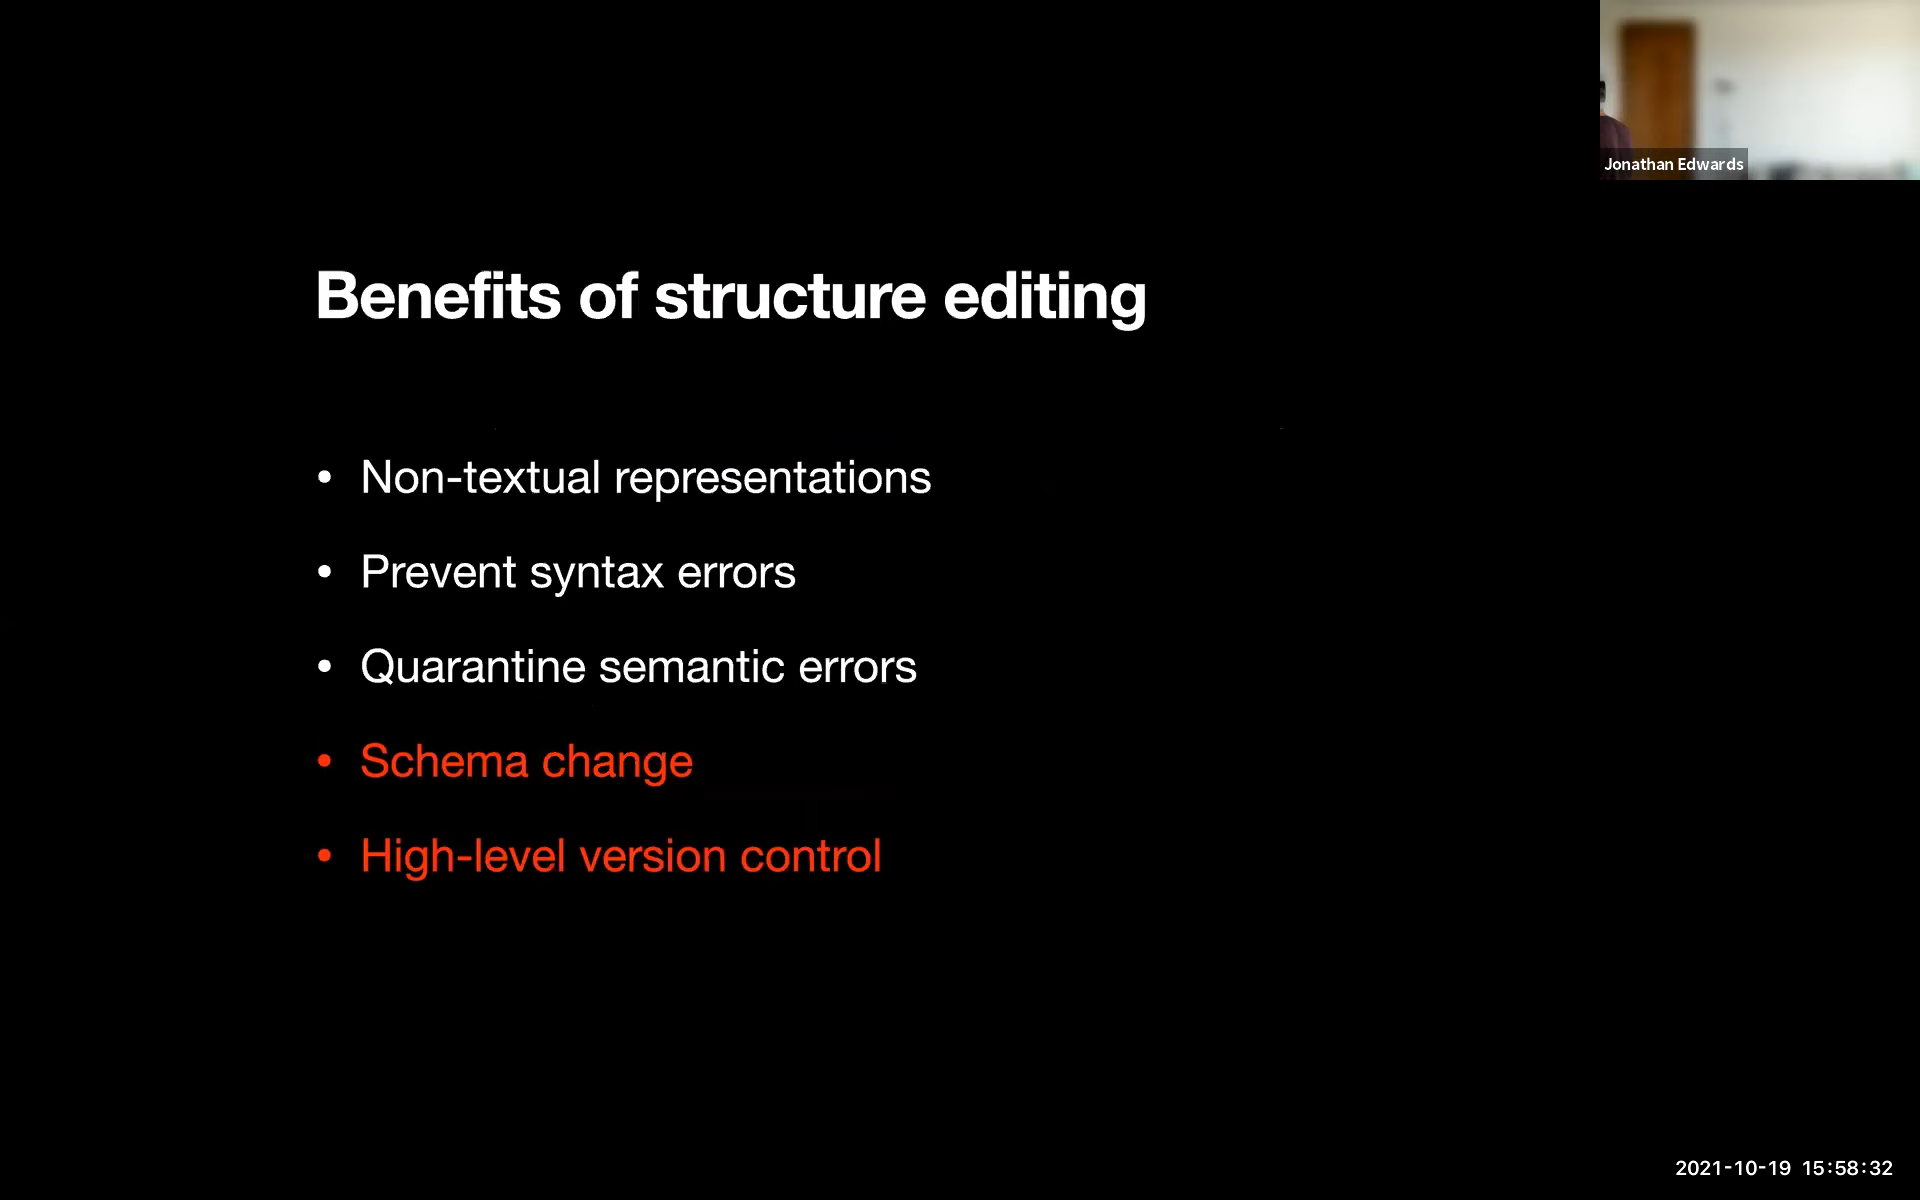 Jonathan Edwards
Benefits of structure editing
• Non-textual representations
• Prevent syntax errors
• Quarantine semantic errors
• Schema change
• High-level version control
2021-10-19 15:58:32